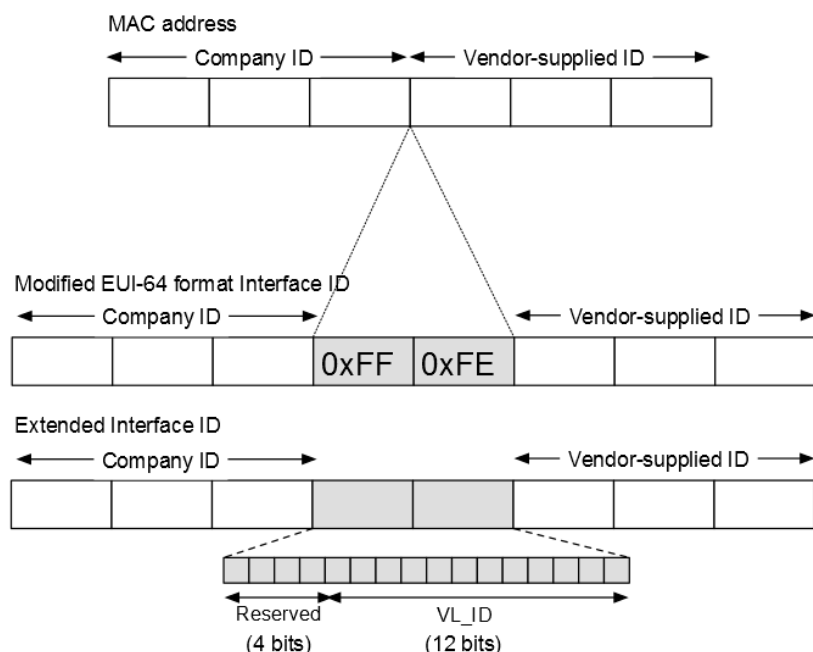 MAC address
Company ID Vendor-supplied ID
Modified EUI-64 format Interface ID
Company ID Vendor-supplied ID
0xFF 0xFE
Extended Interface ID
Company ID Vendor-supplied ID
Reserved VL_ID
(4 bits) (12 bits)